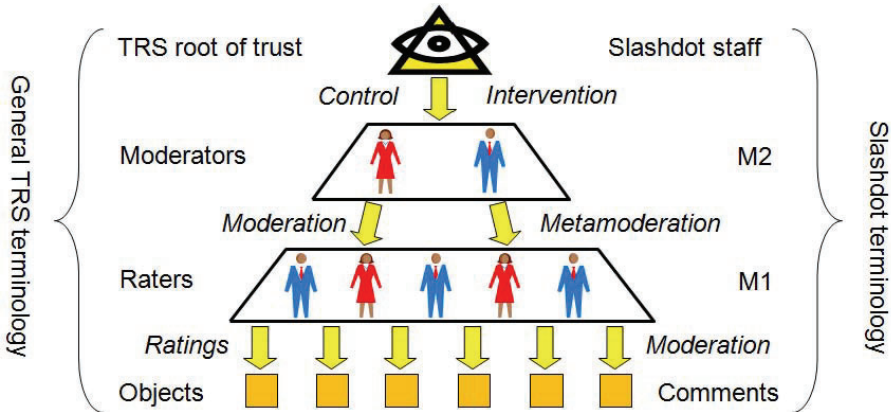 TRS root of trust
Slashdot staff
Control
Intervention
Moderators
M2
Moderation
Metamoderation
Raters
M1
Ratings
Moderation
Objects
Comments
General TRS terminology
Slashdot terminology